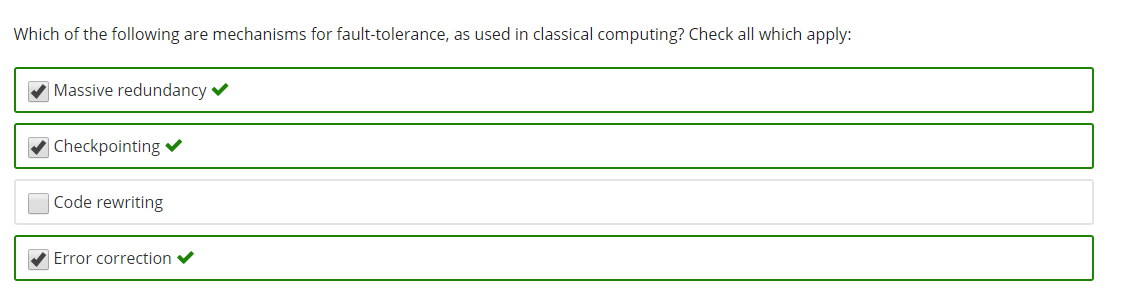 Which of the following are mechanisms for fault-tolerance, as used in classical computing? Check all which apply:
Massive redundancy
Checkpointing
Code rewriting
Error correction